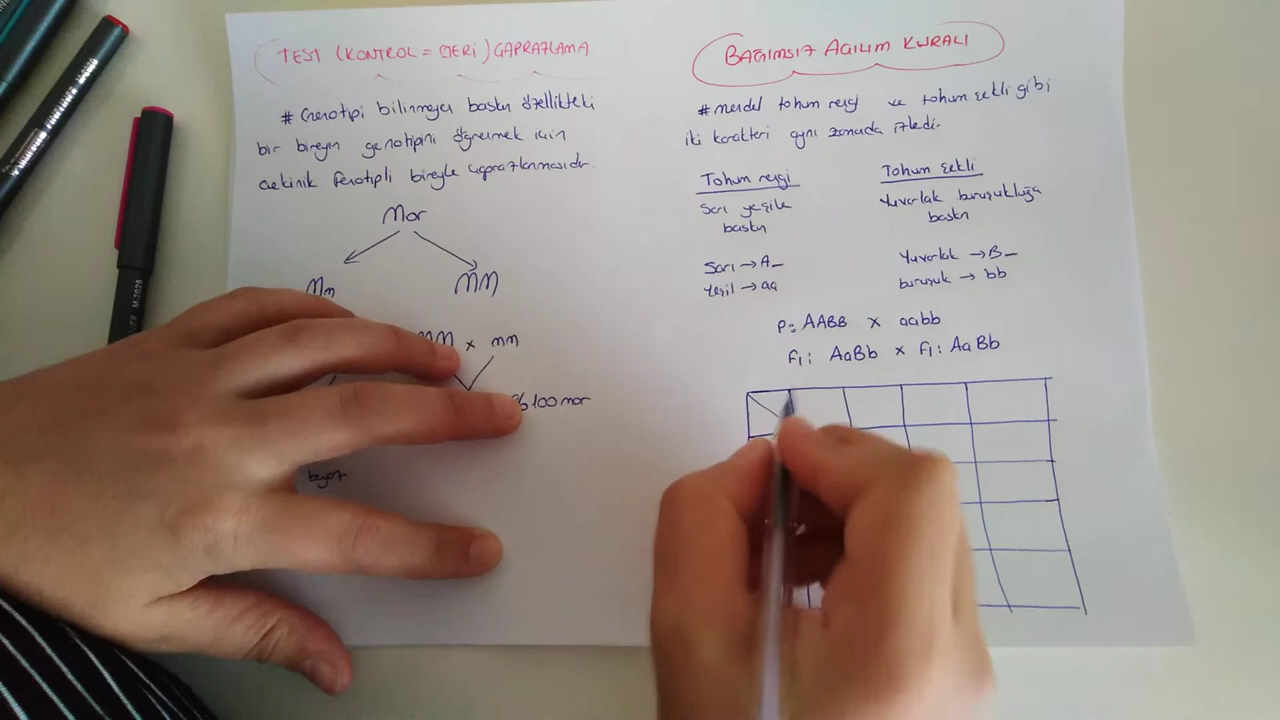 TEST (KONTROL = GERİ) ÇAPRAZLAMA
# Genotipi bilinmeyen baskın özellikteki
bir bireyin genotipini öğrenmek için
çekinik fenotipli bireyle çaprazlanmasıdır.
Mor
Mm MM
MM x mm
%100 mor
beyaz
BAĞIMSIZ AÇILIM KURALI
# mendel tohum rengi ve tohum şekli gibi
iki karakteri aynı zamanda izledi.
Tohum rengi
Sarı yeşile
baskın
Sarı → A_
Yeşil → aa
Tohum şekli
Yuvarlak buruşukluğa
baskın
Yuvarlak → B_
buruşuk → bb
P: AABB x aabb
F1: AaBb x F1: AaBb
M-2028